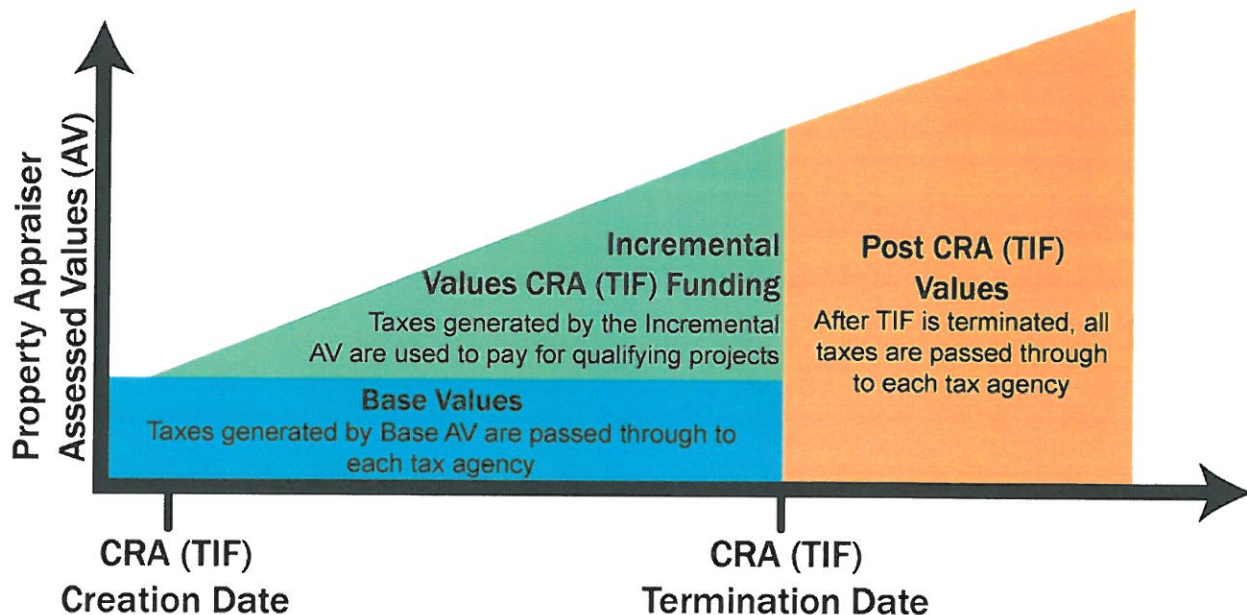 Property Appraiser
Assessed Values (AV)
Incremental
Values CRA (TIF) Funding
Taxes generated by the Incremental
AV are used to pay for qualifying projects
Base Values
Taxes generated by Base AV are passed through to
each tax agency
Post CRA (TIF)
Values
After TIF is terminated, all
taxes are passed through
to each tax agency
CRA (TIF)
Creation Date
CRA (TIF)
Termination Date